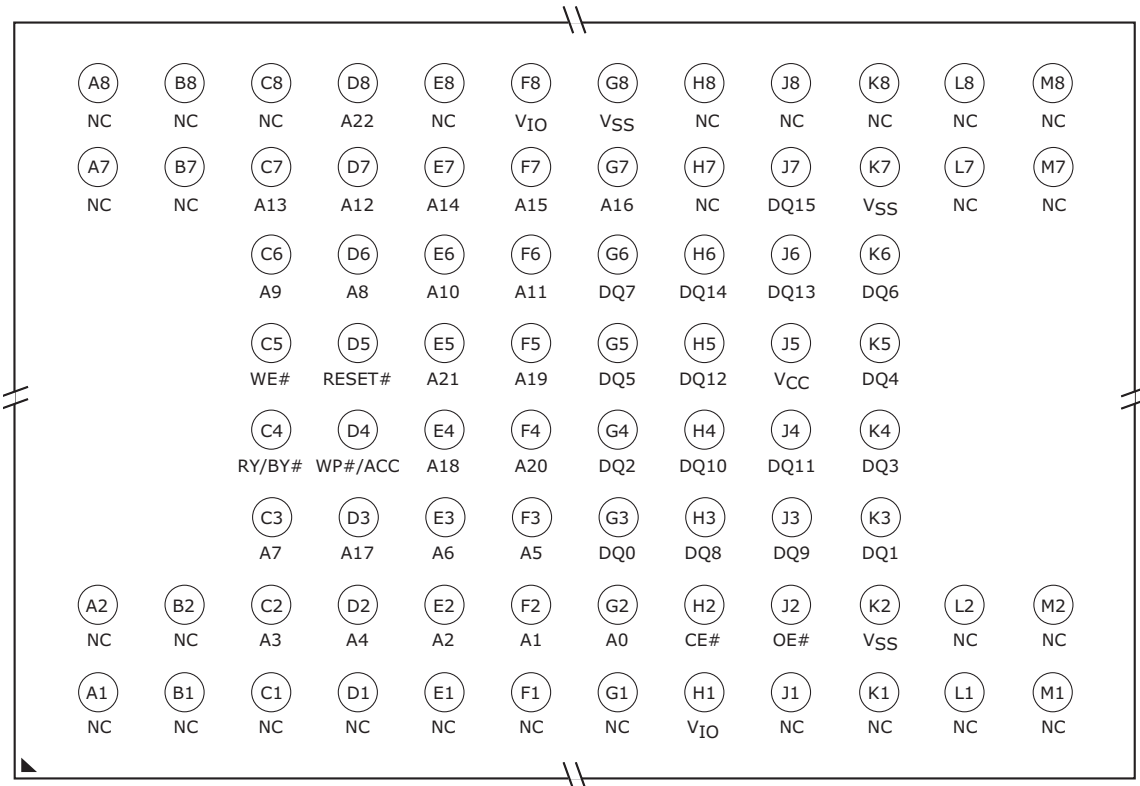 A8 B8 C8 D8 E8 F8 G8 H8 J8 K8 L8 M8
NC NC NC A22 NC VIO VSS NC NC NC NC NC
A7 B7 C7 D7 E7 F7 G7 H7 J7 K7 L7 M7
NC NC A13 A12 A14 A15 A16 NC DQ15 VSS NC NC
C6 D6 E6 F6 G6 H6 J6 K6
A9 A8 A10 A11 DQ7 DQ14 DQ13 DQ6
C5 D5 E5 F5 G5 H5 J5 K5
WE# RESET# A21 A19 DQ5 DQ12 VCC DQ4
C4 D4 E4 F4 G4 H4 J4 K4
RY/BY# WP#/ACC A18 A20 DQ2 DQ10 DQ11 DQ3
C3 D3 E3 F3 G3 H3 J3 K3
A7 A17 A6 A5 DQ0 DQ8 DQ9 DQ1
A2 B2 C2 D2 E2 F2 G2 H2 J2 K2 L2 M2
NC NC A3 A4 A2 A1 A0 CE# OE# VSS NC NC
A1 B1 C1 D1 E1 F1 G1 H1 J1 K1 L1 M1
NC NC NC NC NC NC NC VIO NC NC NC NC